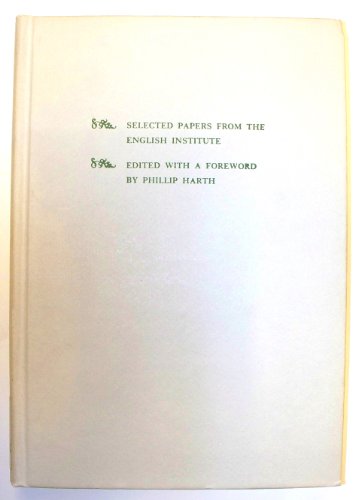 SELECTED PAPERS FROM THE
ENGLISH INSTITUTE
EDITED WITH A FOREWORD
BY PHILLIP HARTH